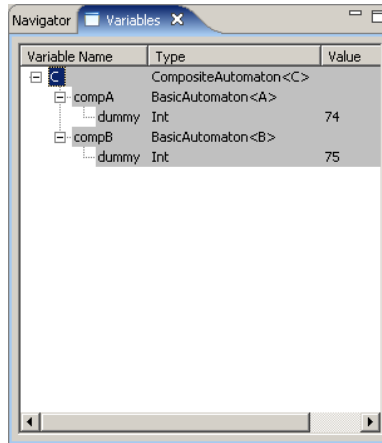 Navigator Variables
Variable Name Type Value
C CompositeAutomaton<C>
compA BasicAutomaton<A>
dummy Int 74
compB BasicAutomaton<B>
dummy Int 75